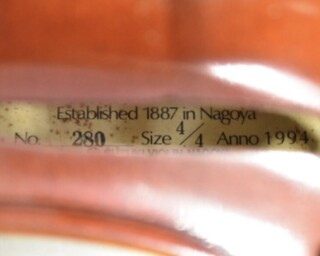 Established 1887 in Nagoya
No. 280 Size 4/4 Anno 1994